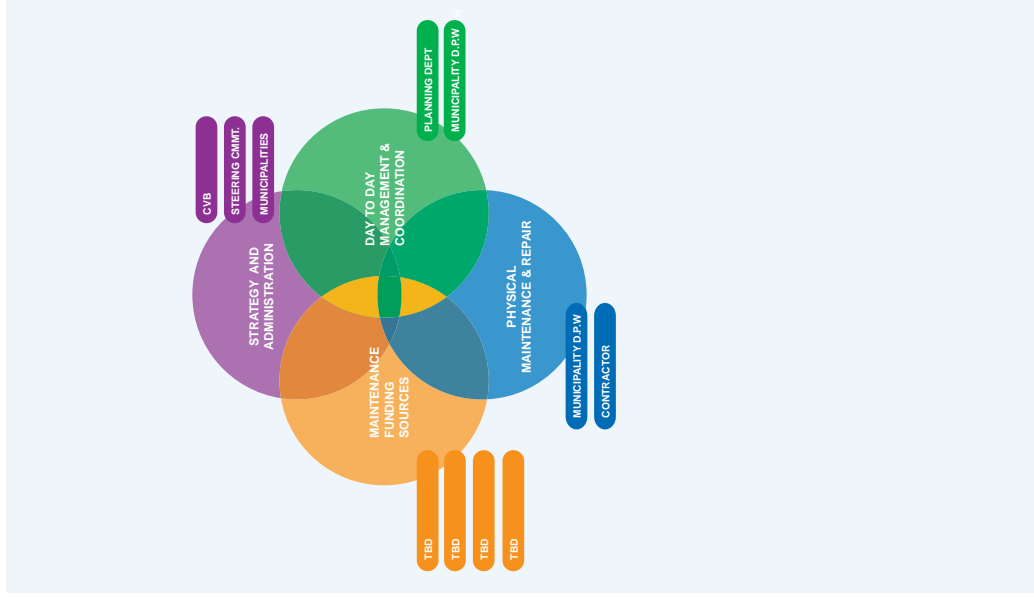 CVB
STEERING CMMT.
MUNICIPALITIES
STRATEGY AND
ADMINISTRATION
DAY TO DAY
MANAGEMENT &
COORDINATION
PLANNING DEPT
MUNICIPALITY D.P.W
MAINTENANCE
FUNDING
SOURCES
TBD
TBD
TBD
TBD
PHYSICAL
MAINTENANCE & REPAIR
MUNICIPALITY D.P.W
CONTRACTOR